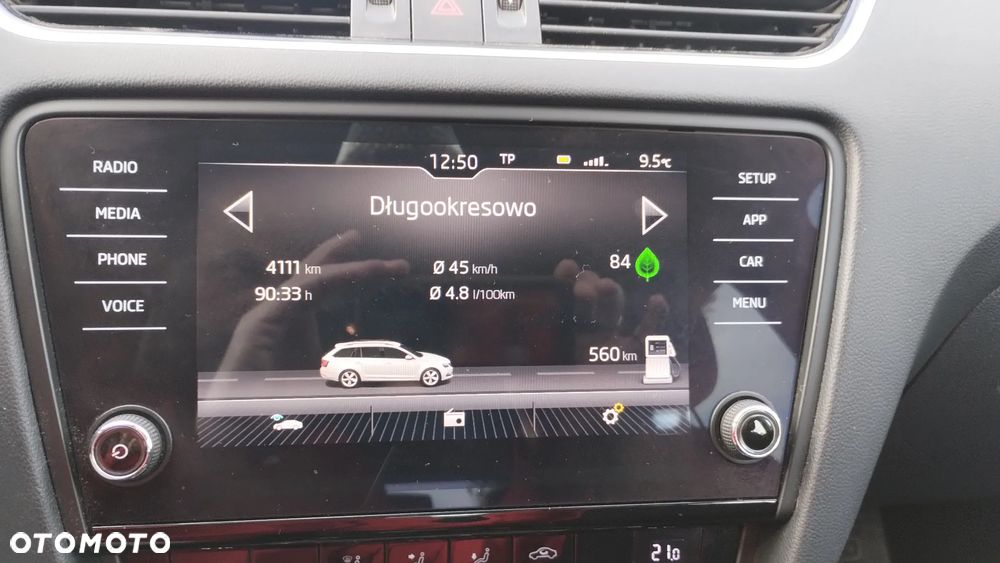 12:50 TP 9.5°C
RADIO
MEDIA
PHONE
VOICE
Długookresowo
4111 km Ø 45 km/h 84
90:33 h Ø 4.8 l/100km
560 km
SETUP
APP
CAR
MENU
21.0
OTOMOTO